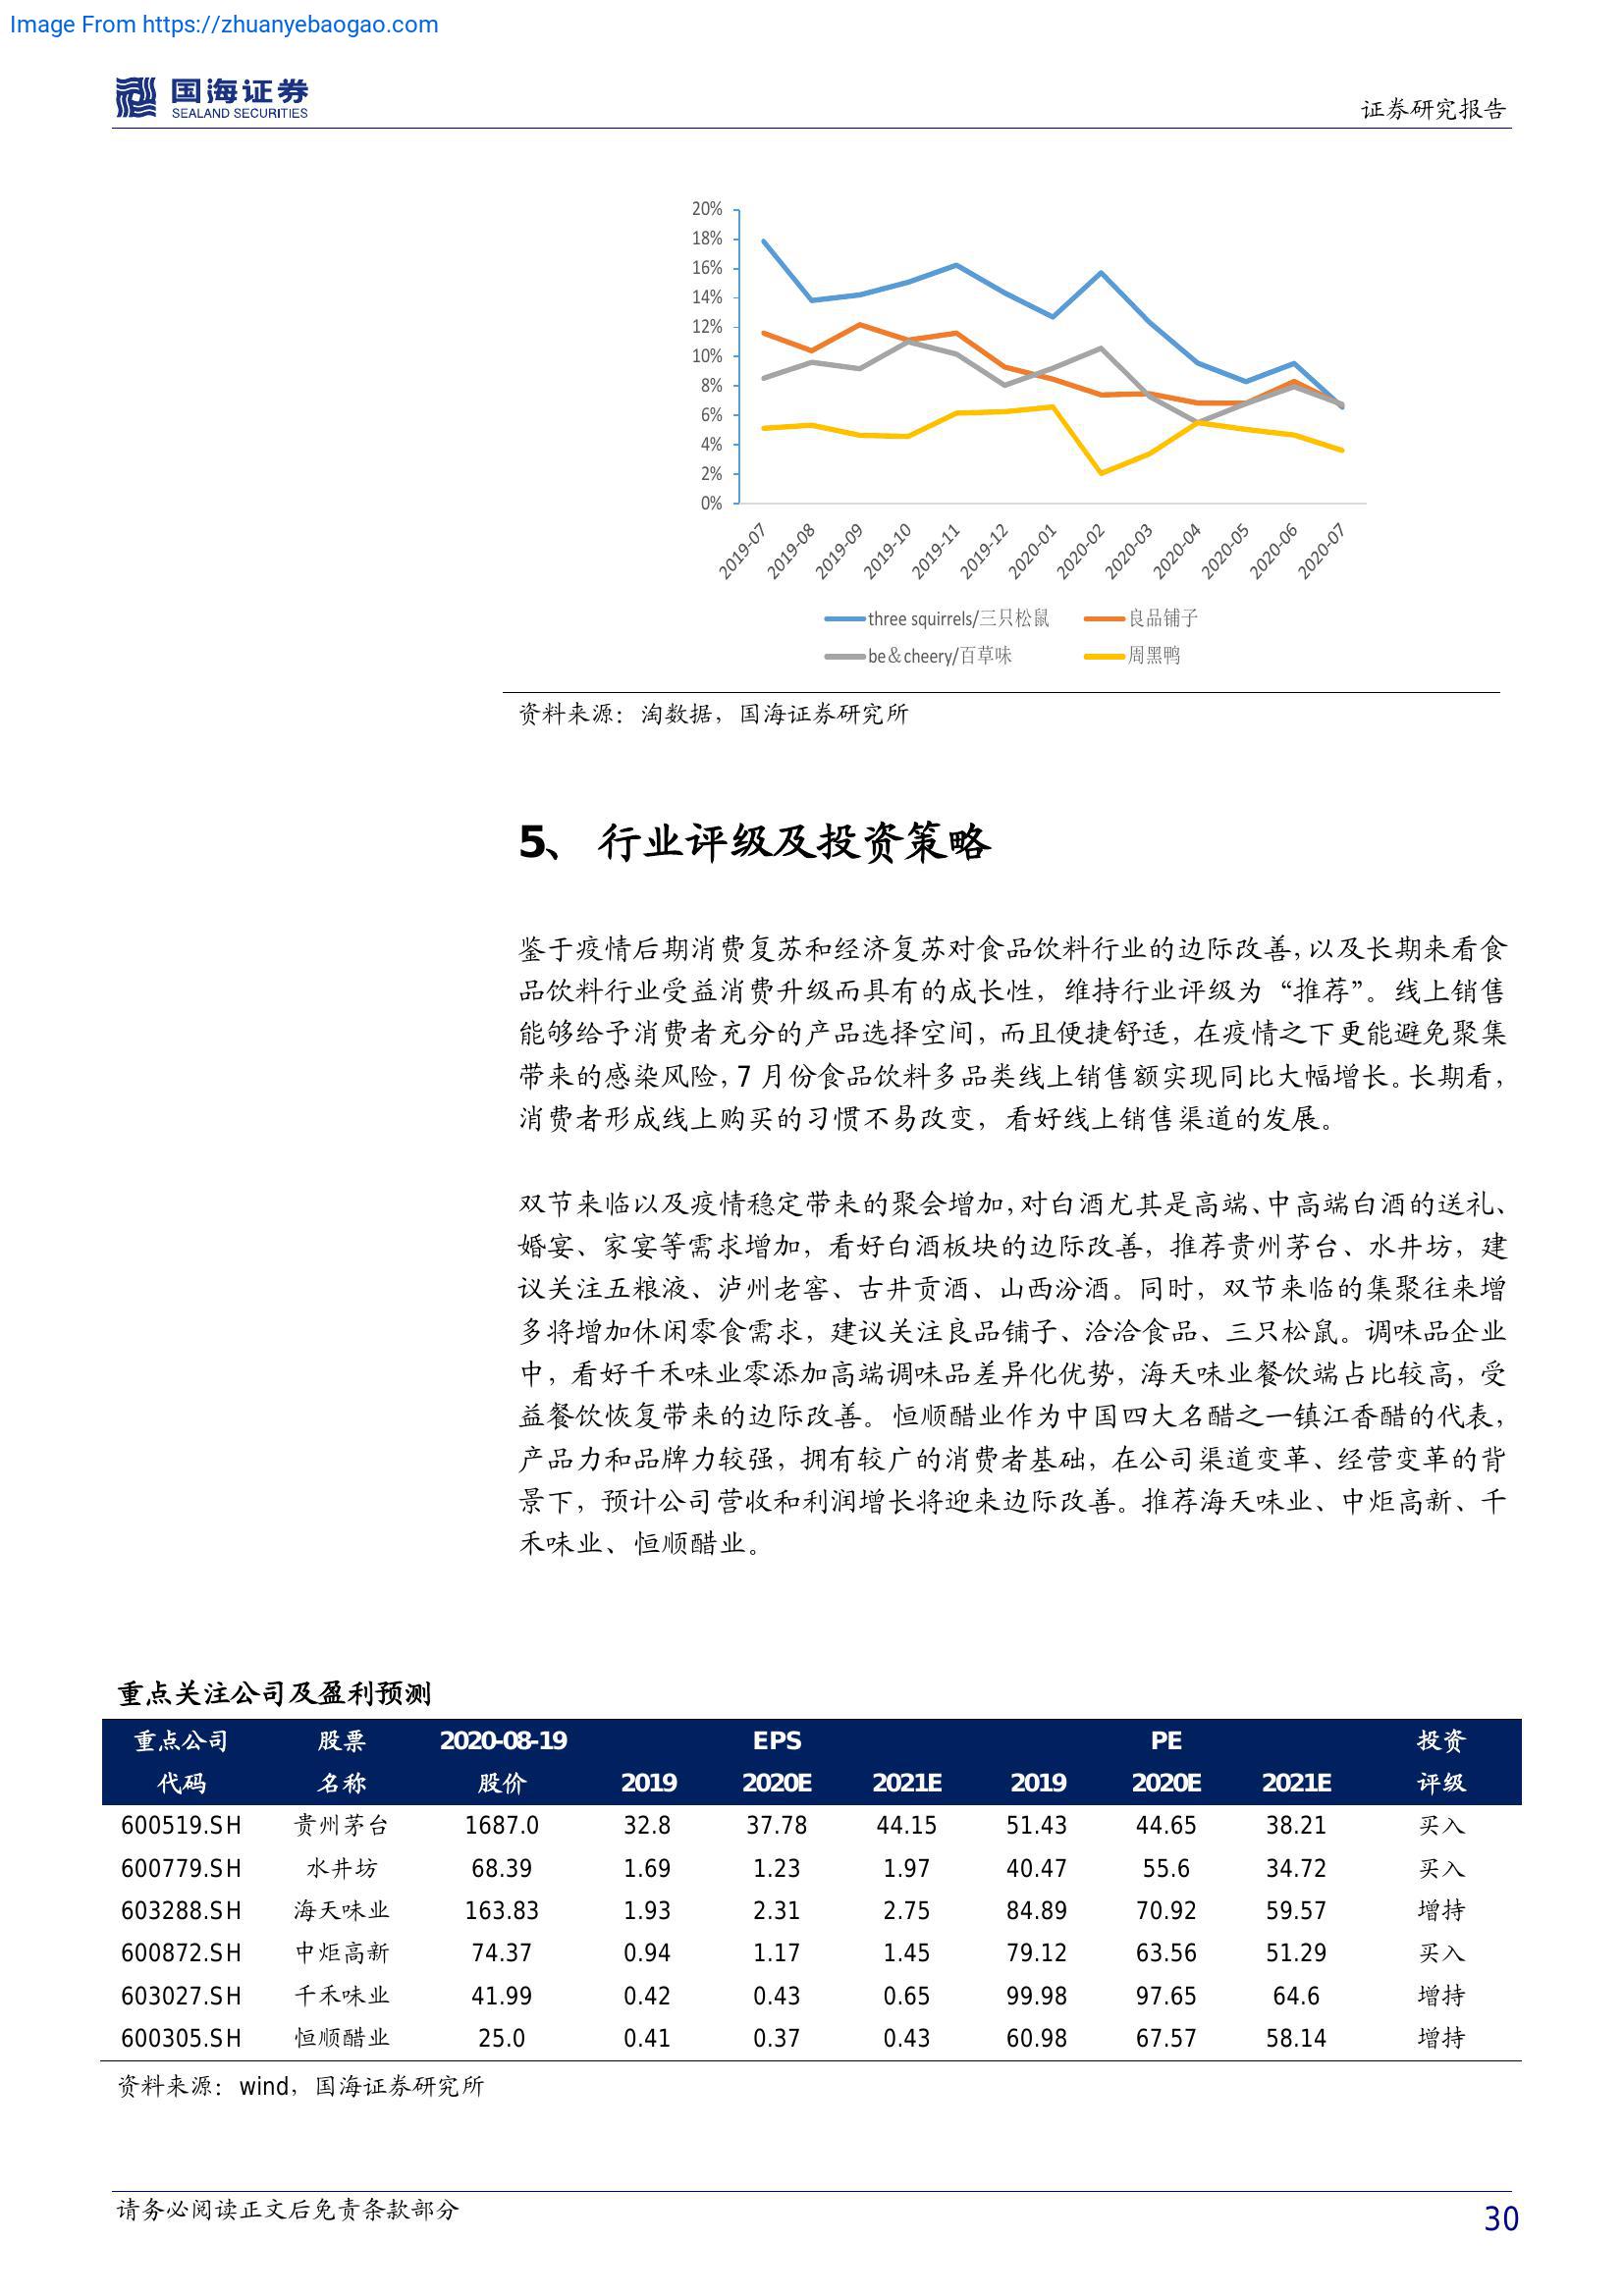 Image From https://zhuanyebaogao.com
国海证券
SEALAND SECURITIES
证券研究报告
20%
18%
16%
14%
12%
10%
8%
6%
4%
2%
0%
2019-07 2019-08 2019-09 2019-10 2019-11 2019-12 2020-01 2020-02 2020-03 2020-04 2020-05 2020-06 2020-07
three squirrels/三只松鼠 良品铺子
be＆cheery/百草味 周黑鸭
资料来源：淘数据，国海证券研究所
5、 行业评级及投资策略
鉴于疫情后期消费复苏和经济复苏对食品饮料行业的边际改善，以及长期来看食
品饮料行业受益消费升级而具有的成长性，维持行业评级为“推荐”。线上销售
能够给予消费者充分的产品选择空间，而且便捷舒适，在疫情之下更能避免聚集
带来的感染风险，7 月份食品饮料多品类线上销售额实现同比大幅增长。长期看，
消费者形成线上购买的习惯不易改变，看好线上销售渠道的发展。
双节来临以及疫情稳定带来的聚会增加，对白酒尤其是高端、中高端白酒的送礼、
婚宴、家宴等需求增加，看好白酒板块的边际改善，推荐贵州茅台、水井坊，建
议关注五粮液、泸州老窖、古井贡酒、山西汾酒。同时，双节来临的集聚往来增
多将增加休闲零食需求，建议关注良品铺子、洽洽食品、三只松鼠。调味品企业
中，看好千禾味业零添加高端调味品差异化优势，海天味业餐饮端占比较高，受
益餐饮恢复带来的边际改善。恒顺醋业作为中国四大名醋之一镇江香醋的代表，
产品力和品牌力较强，拥有较广的消费者基础，在公司渠道变革、经营变革的背
景下，预计公司营收和利润增长将迎来边际改善。推荐海天味业、中炬高新、千
禾味业、恒顺醋业。
重点关注公司及盈利预测
重点公司 股票 2020-08-19 EPS PE 投资
代码 名称 股价 2019 2020E 2021E 2019 2020E 2021E 评级
600519.SH 贵州茅台 1687.0 32.8 37.78 44.15 51.43 44.65 38.21 买入
600779.SH 水井坊 68.39 1.69 1.23 1.97 40.47 55.6 34.72 买入
603288.SH 海天味业 163.83 1.93 2.31 2.75 84.89 70.92 59.57 增持
600872.SH 中炬高新 74.37 0.94 1.17 1.45 79.12 63.56 51.29 买入
603027.SH 千禾味业 41.99 0.42 0.43 0.65 99.98 97.65 64.6 增持
600305.SH 恒顺醋业 25.0 0.41 0.37 0.43 60.98 67.57 58.14 增持
资料来源：wind，国海证券研究所
请务必阅读正文后免责条款部分
30